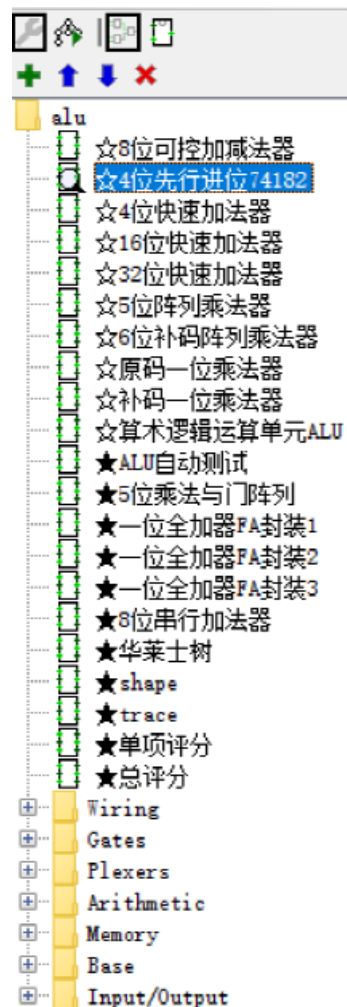 alu
☆8位可控加减法器
☆4位先行进位74182
☆4位快速加法器
☆16位快速加法器
☆32位快速加法器
☆5位阵列乘法器
☆6位补码阵列乘法器
☆原码一位乘法器
☆补码一位乘法器
☆算术逻辑运算单元ALU
★ALU自动测试
★5位乘法与门阵列
★一位全加器FA封装1
★一位全加器FA封装2
★一位全加器FA封装3
★8位串行加法器
★华莱士树
★shape
★trace
★单项评分
★总评分
Wiring
Gates
Plexers
Arithmetic
Memory
Base
Input/Output